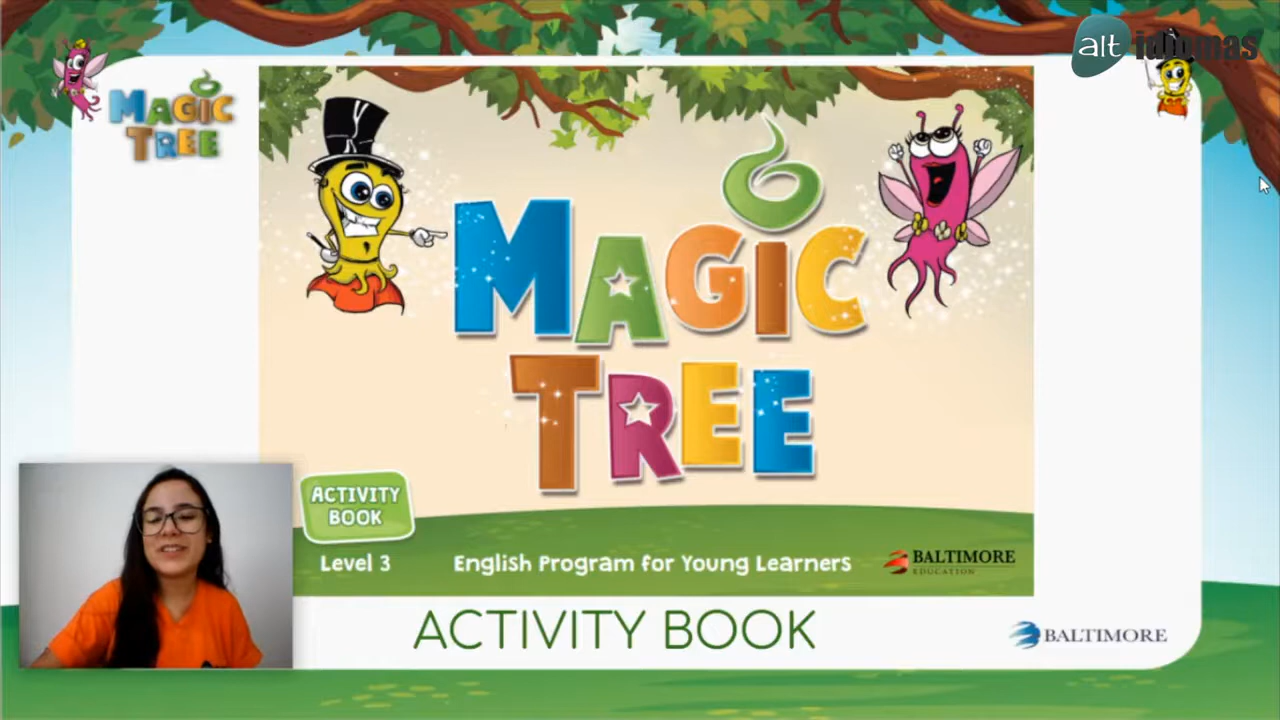 alt idiomas
MAGIC
TREE
MAGIC
TREE
ACTIVITY
BOOK
Level 3
English Program for Young Learners
BALTIMORE
EDUCATION
ACTIVITY BOOK
BALTIMORE